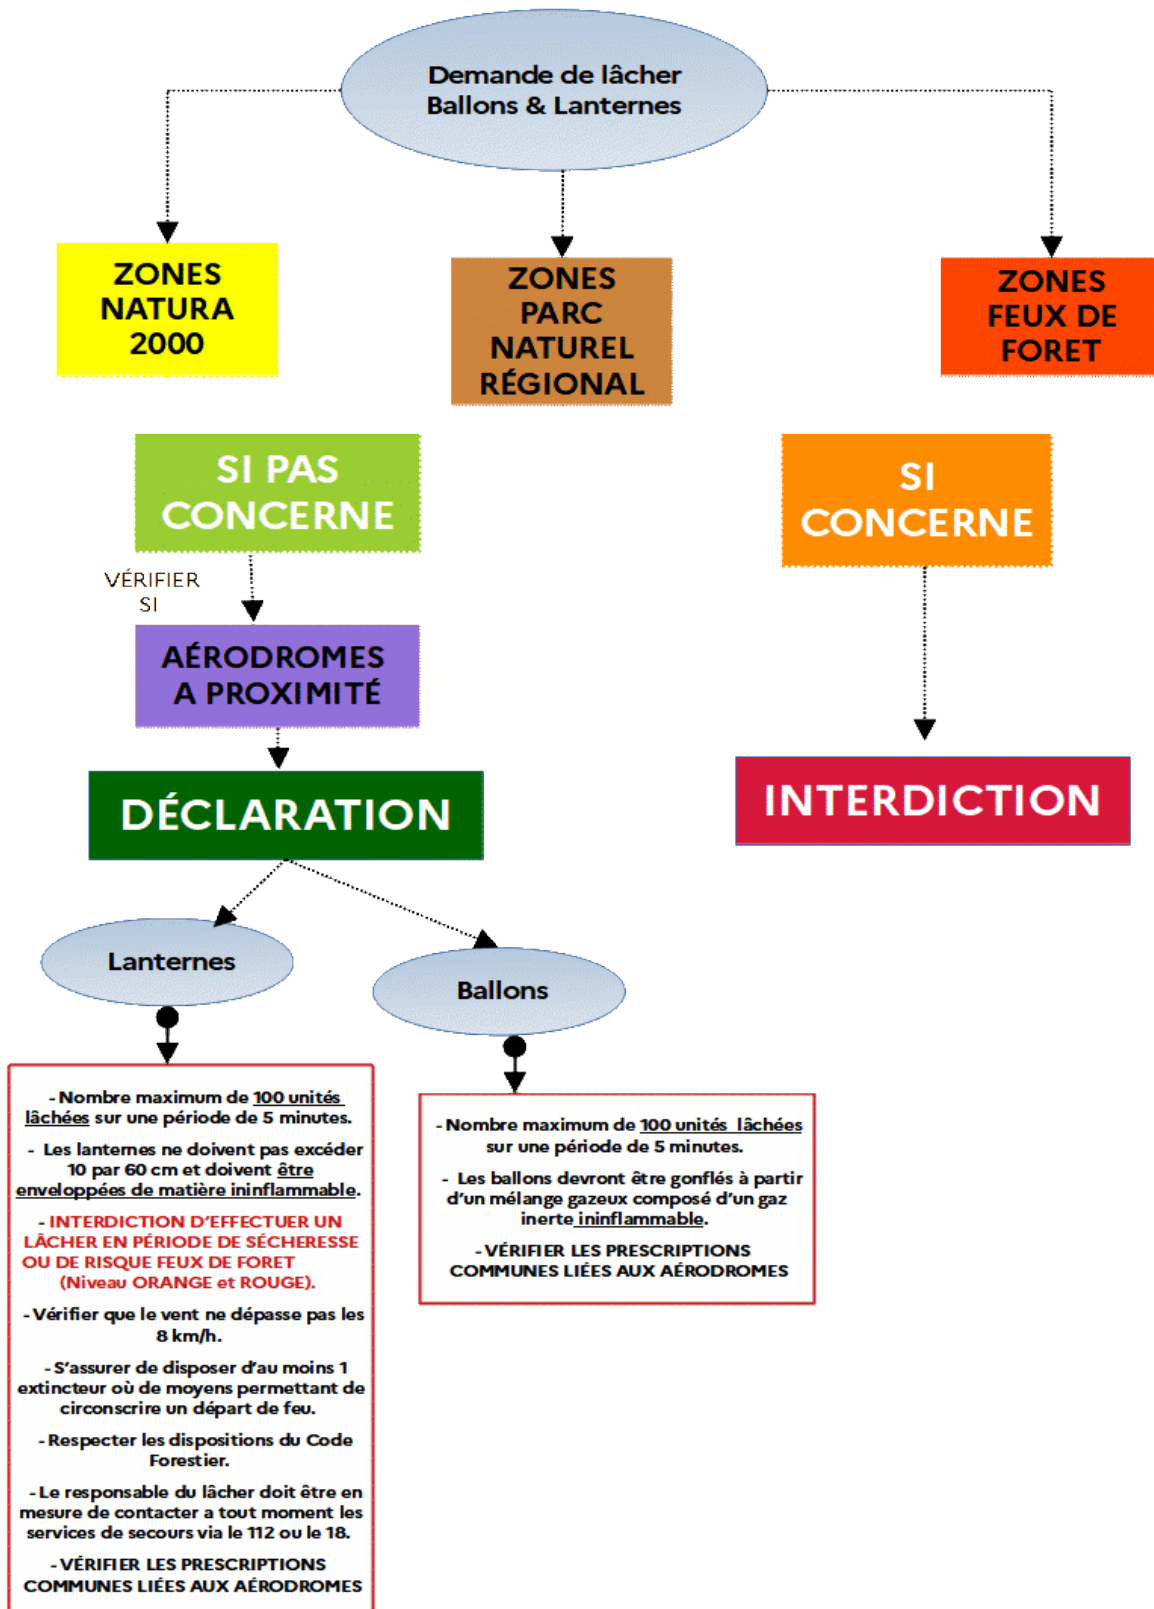 Demande de lâcher
Ballons & Lanternes
ZONES
NATURA
2000
ZONES
PARC
NATUREL
RÉGIONAL
ZONES
FEUX DE
FORET
SI PAS
CONCERNE
SI
CONCERNE
VÉRIFIER
SI
AÉRODROMES
A PROXIMITÉ
DÉCLARATION
INTERDICTION
Lanternes
Ballons
- Nombre maximum de 100 unités
lâchées sur une période de 5 minutes.
- Les lanternes ne doivent pas excéder
10 par 60 cm et doivent être
enveloppées de matière ininflammable.
- INTERDICTION D'EFFECTUER UN
LÂCHER EN PÉRIODE DE SÉCHERESSE
OU DE RISQUE FEUX DE FORET
(Niveau ORANGE et ROUGE).
- Vérifier que le vent ne dépasse pas les
8 km/h.
- S'assurer de disposer d'au moins 1
extincteur où de moyens permettant de
circonscrire un départ de feu.
- Respecter les dispositions du Code
Forestier.
- Le responsable du lâcher doit être en
mesure de contacter a tout moment les
services de secours via le 112 ou le 18.
- VÉRIFIER LES PRESCRIPTIONS
COMMUNES LIÉES AUX AÉRODROMES
- Nombre maximum de 100 unités lâchées
sur une période de 5 minutes.
- Les ballons devront être gonflés à partir
d'un mélange gazeux composé d'un gaz
inerte ininflammable.
- VÉRIFIER LES PRESCRIPTIONS
COMMUNES LIÉES AUX AÉRODROMES